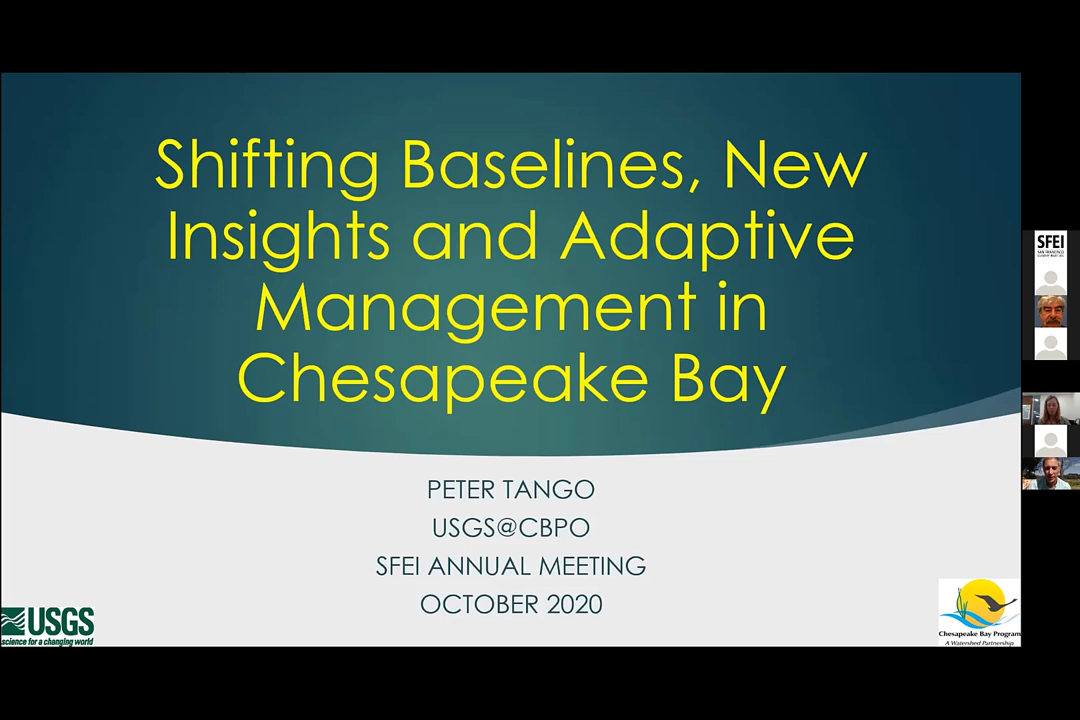 Shifting Baselines, New
Insights and Adaptive
Management in
Chesapeake Bay
PETER TANGO
USGS@CBPO
SFEI ANNUAL MEETING
OCTOBER 2020
USGS
science for a changing world
Chesapeake Bay Program
A Watershed Partnership
SFEI